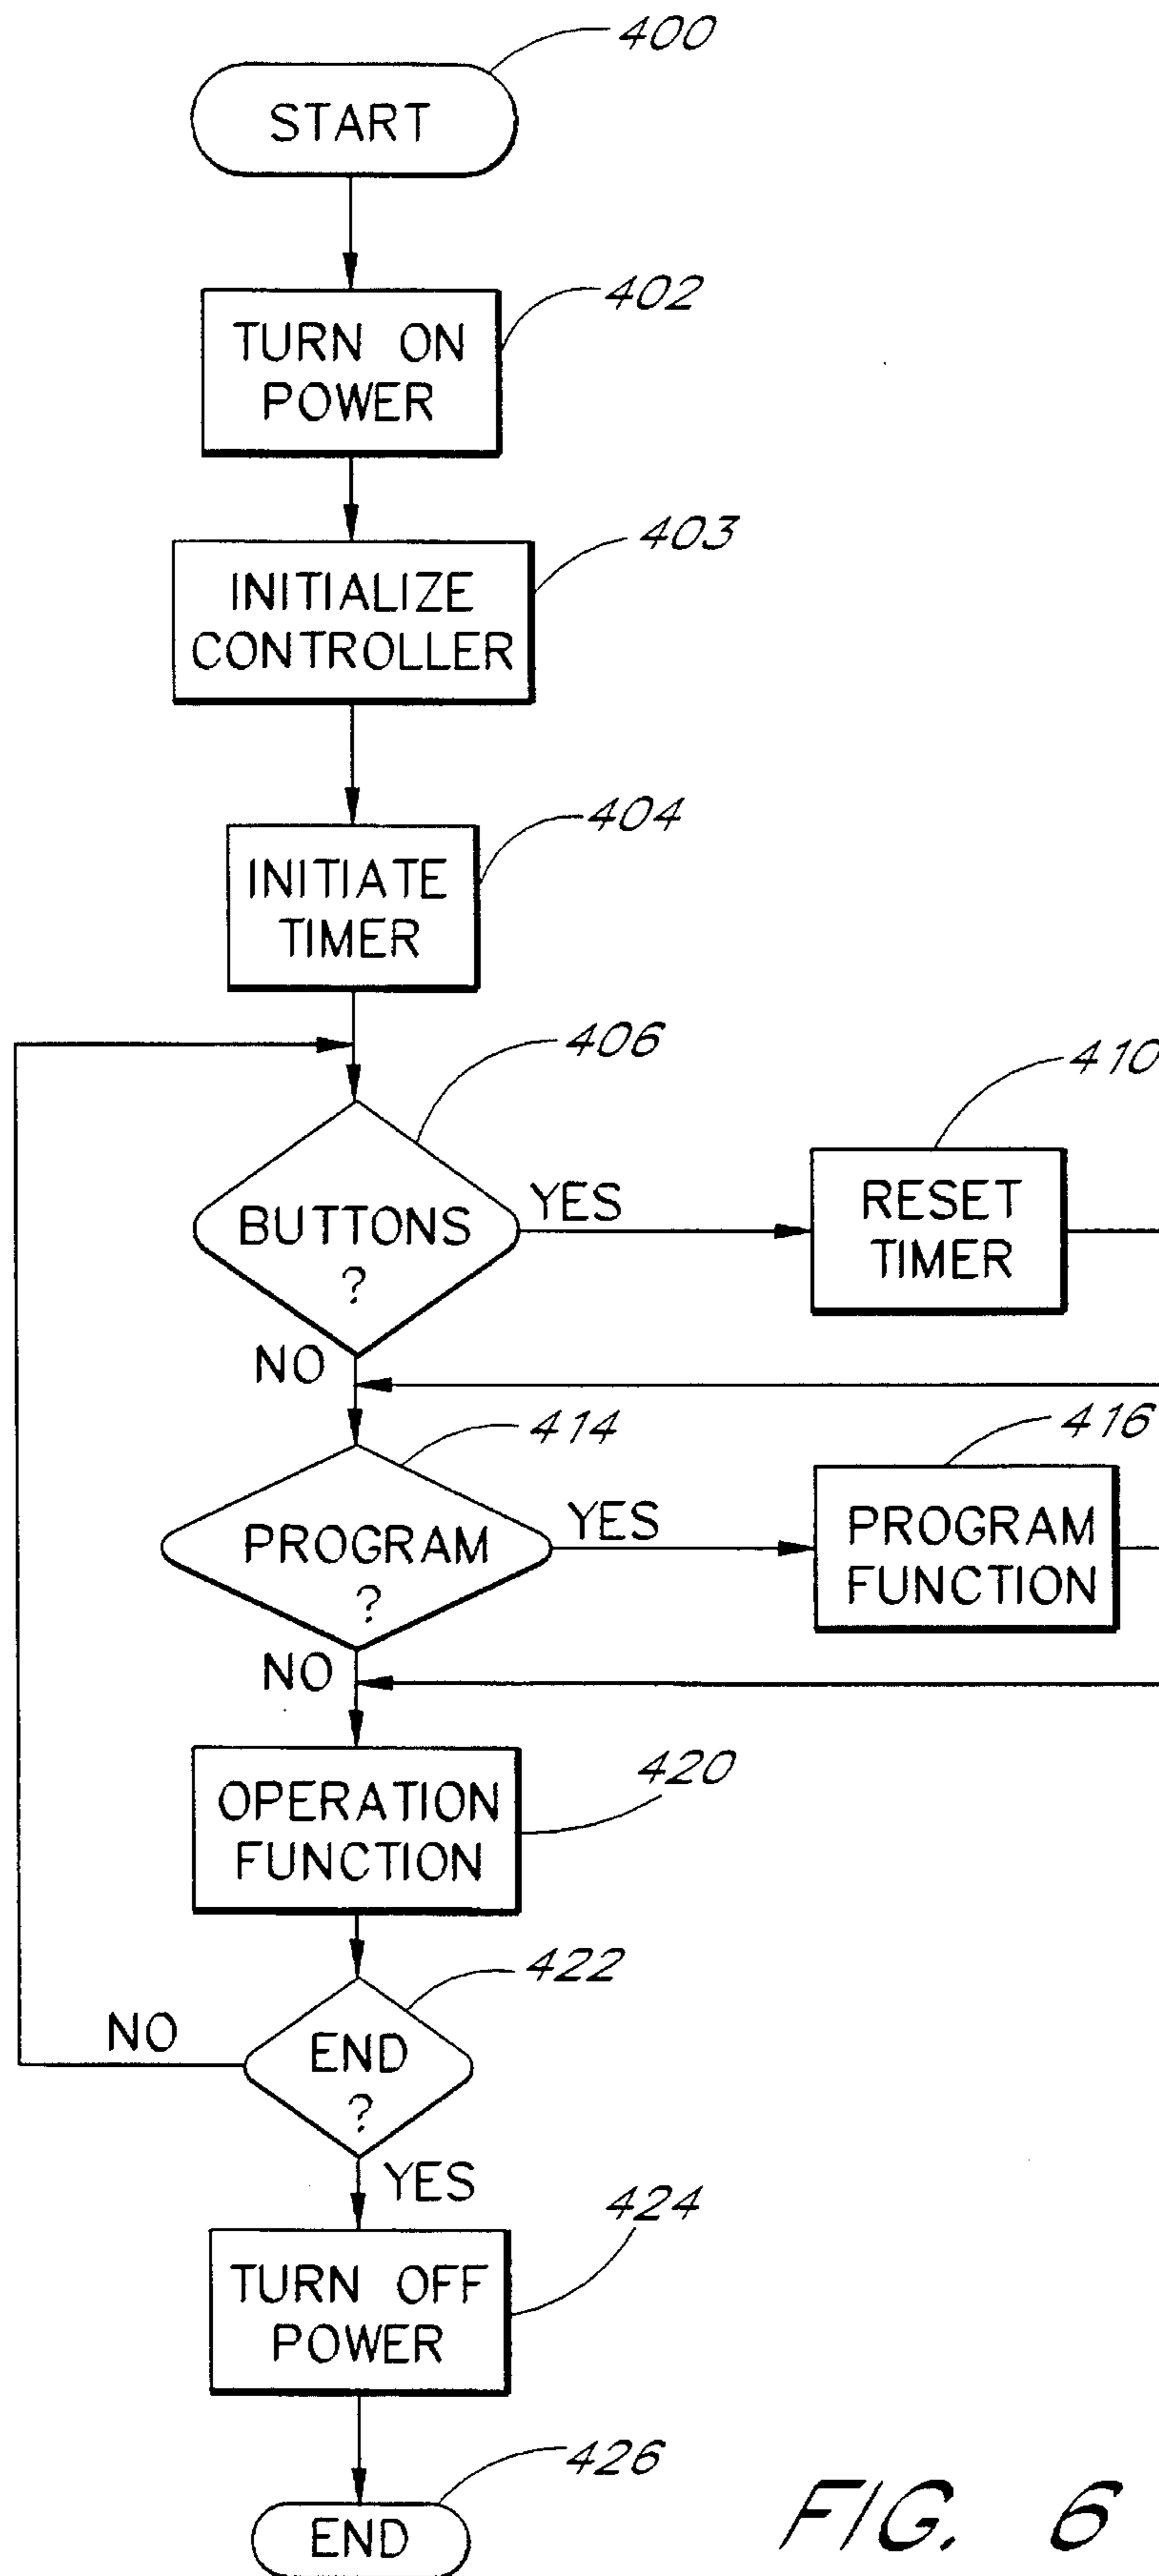 400
START
402
TURN ON
POWER
403
INITIALIZE
CONTROLLER
404
INITIATE
TIMER
406
BUTTONS
?
YES
410
RESET
TIMER
NO
414
PROGRAM
?
YES
416
PROGRAM
FUNCTION
NO
420
OPERATION
FUNCTION
422
END
?
NO
YES
424
TURN OFF
POWER
426
END
FIG. 6